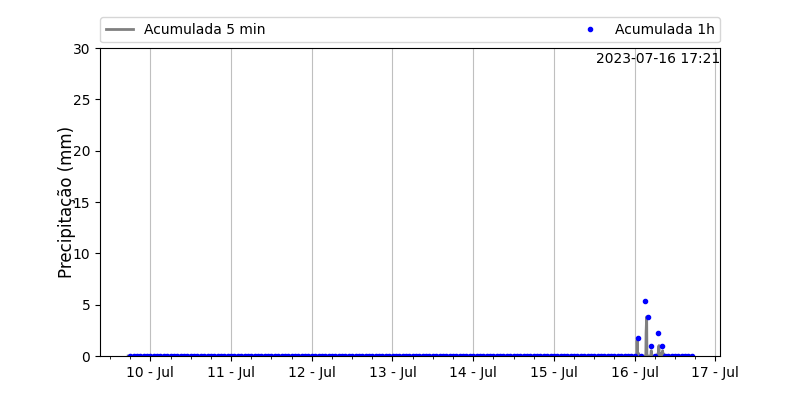 Acumulada 5 min
Acumulada 1h
2023-07-16 17:21
Precipitação (mm)
30
25
20
15
10
5
0
10 - Jul
11 - Jul
12 - Jul
13 - Jul
14 - Jul
15 - Jul
16 - Jul
17 - Jul